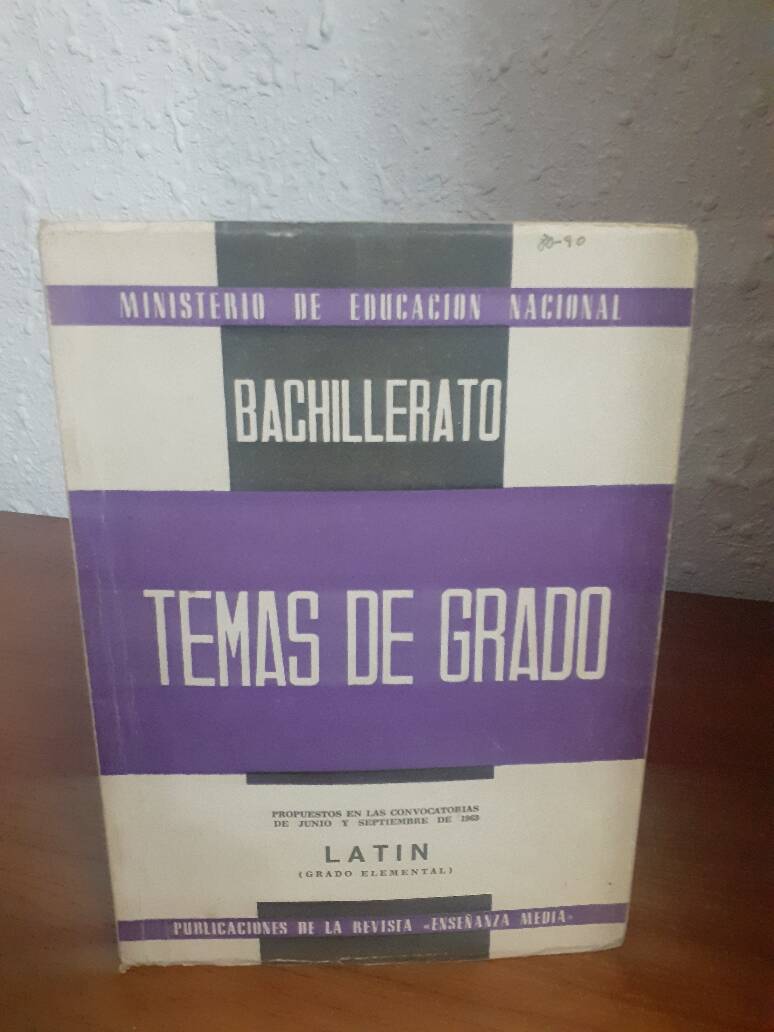 80-90
MINISTERIO DE EDUCACION NACIONAL
BACHILLERATO
TEMAS DE GRADO
PROPUESTOS EN LAS CONVOCATORIAS
DE JUNIO Y SEPTIEMBRE DE 1963
LATIN
(GRADO ELEMENTAL)
PUBLICACIONES DE LA REVISTA «ENSEÑANZA MEDIA»